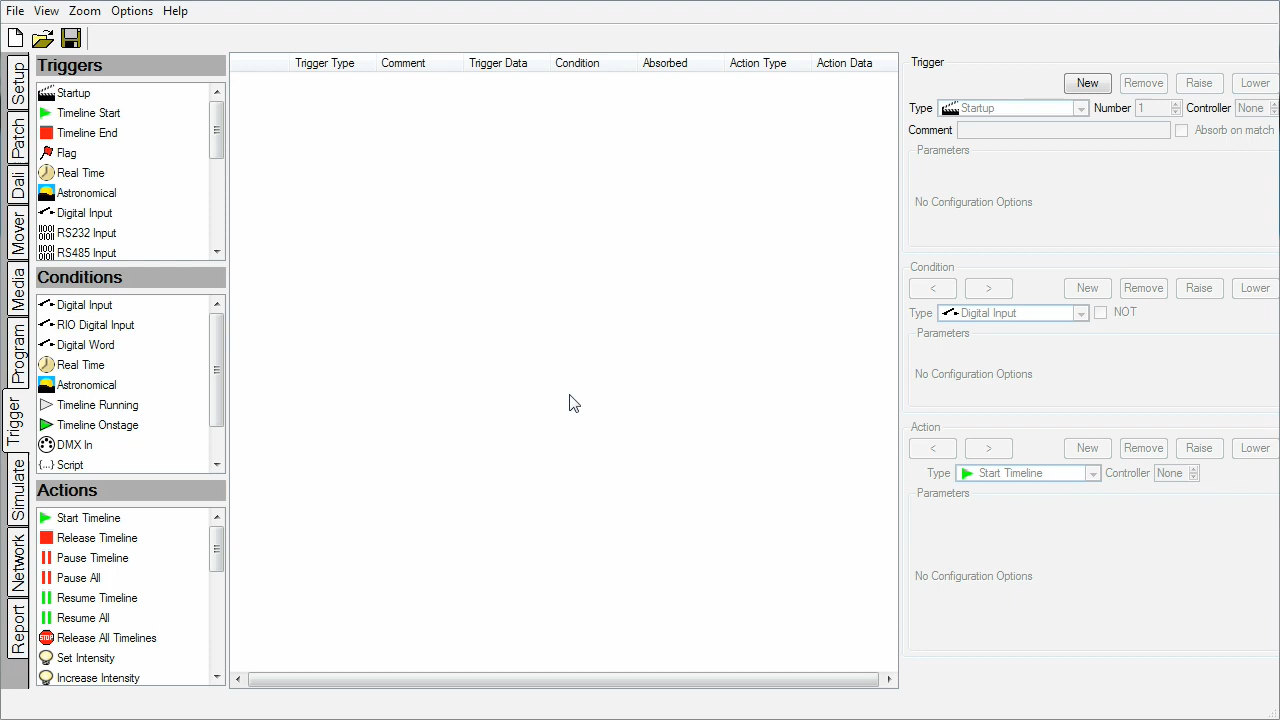 File View Zoom Options Help
Setup
Patch
Dali
Mover
Media
Program
Trigger
Simulate
Network
Report
Triggers
Startup
Timeline Start
Timeline End
Flag
Real Time
Astronomical
Digital Input
RS232 Input
RS485 Input
Conditions
Digital Input
RIO Digital Input
Digital Word
Real Time
Astronomical
Timeline Running
Timeline Onstage
DMX In
{...} Script
Actions
Start Timeline
Release Timeline
Pause Timeline
Pause All
Resume Timeline
Resume All
STOP Release All Timelines
Set Intensity
Increase Intensity
Trigger Type Comment Trigger Data Condition Absorbed Action Type Action Data
Trigger
New Remove Raise Lower
Type Startup Number 1 Controller None
Comment Absorb on match
Parameters
No Configuration Options
Condition
< > New Remove Raise Lower
Type Digital Input NOT
Parameters
No Configuration Options
Action
< > New Remove Raise Lower
Type Start Timeline Controller None
Parameters
No Configuration Options